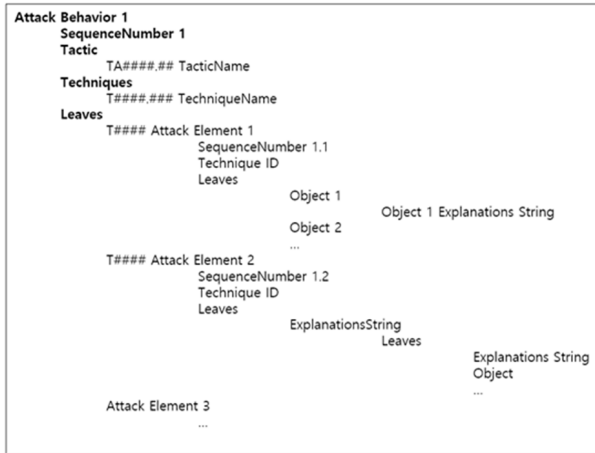 Attack Behavior 1
SequenceNumber 1
Tactic
TA####.## TacticName
Techniques
T####.### TechniqueName
Leaves
T#### Attack Element 1
SequenceNumber 1.1
Technique ID
Leaves
Object 1
Object 1 Explanations String
Object 2
...
T#### Attack Element 2
SequenceNumber 1.2
Technique ID
Leaves
ExplanationsString
Leaves
Explanations String
Object
...
Attack Element 3
...